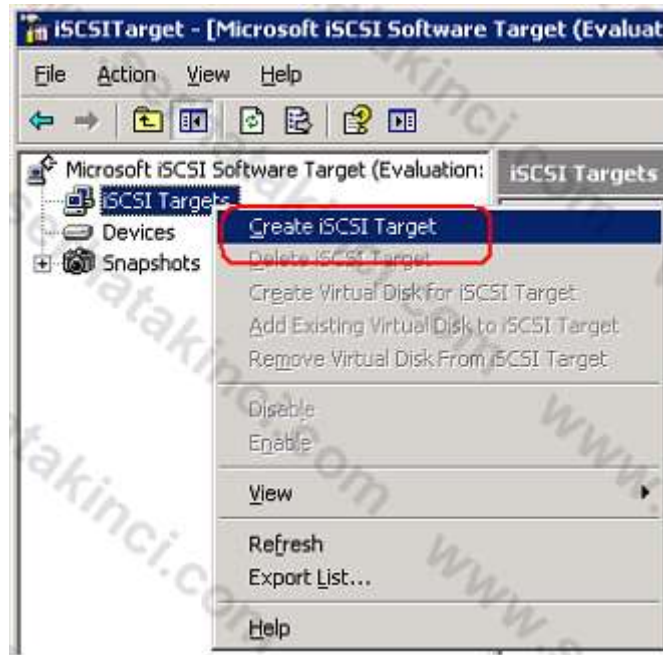 iSCSITarget - [Microsoft iSCSI Software Target (Evaluat
File Action View Help
Microsoft iSCSI Software Target (Evaluation:
iSCSI Targets
iSCSI Targets
Devices
Snapshots
Create iSCSI Target
Delete iSCSI Target
Create Virtual Disk for iSCSI Target
Add Existing Virtual Disk to iSCSI Target
Remove Virtual Disk From iSCSI Target
Disable
Enable
View
Refresh
Export List...
Help